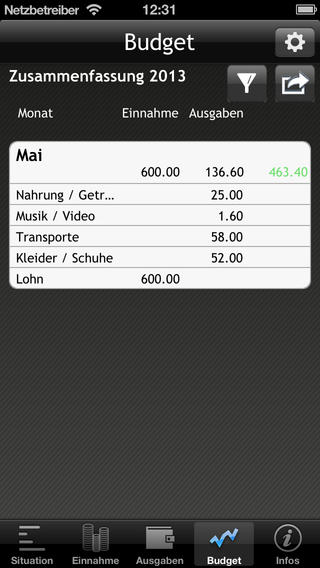 Netzbetreiber 12:31
Budget
Zusammenfassung 2013
Monat Einnahme Ausgaben
Mai
600.00 136.60 463.40
Nahrung / Getr... 25.00
Musik / Video 1.60
Transporte 58.00
Kleider / Schuhe 52.00
Lohn 600.00
Situation Einnahme Ausgaben Budget Infos